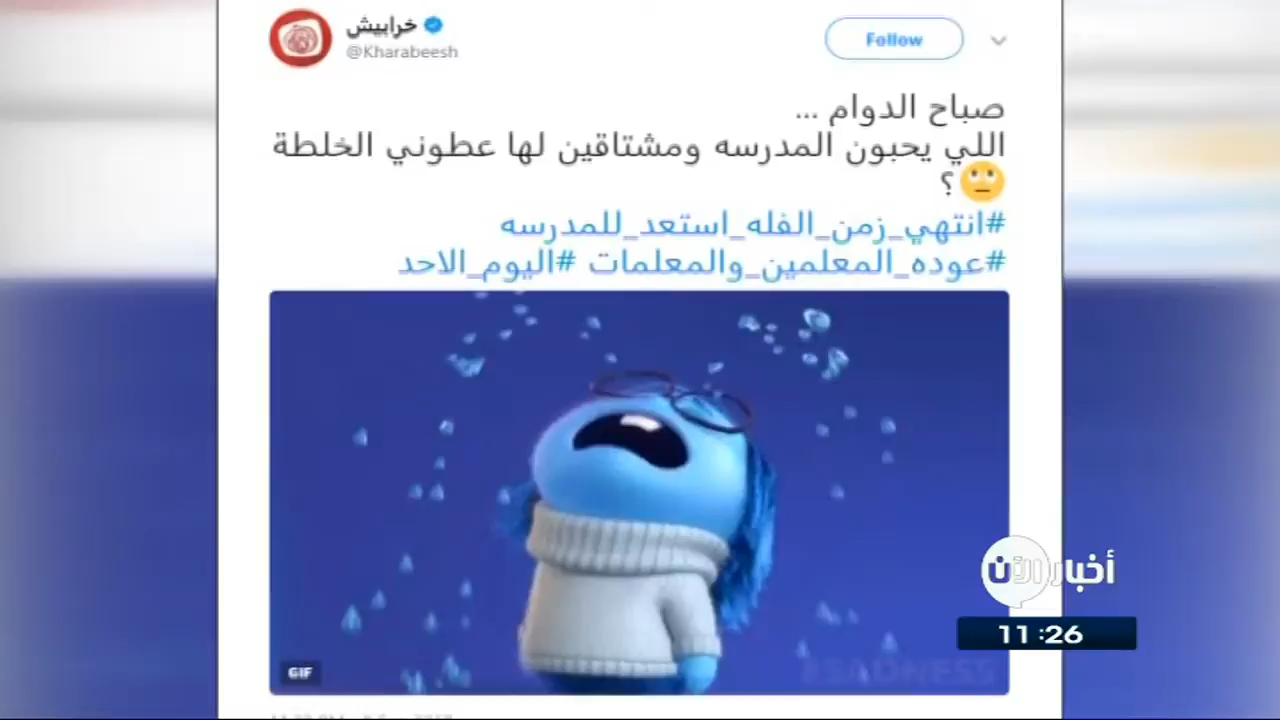 خرابيش
@Kharabeesh
Follow
صباح الدوام ...
اللي يحبون المدرسه ومشتاقين لها عطوني الخلطة
🙄؟
#انتهي_زمن_الفله_استعد_للمدرسه
#عوده_المعلمين_والمعلمات #اليوم_الاحد
GIF
#SADNESS
أخبار الآن
11:26